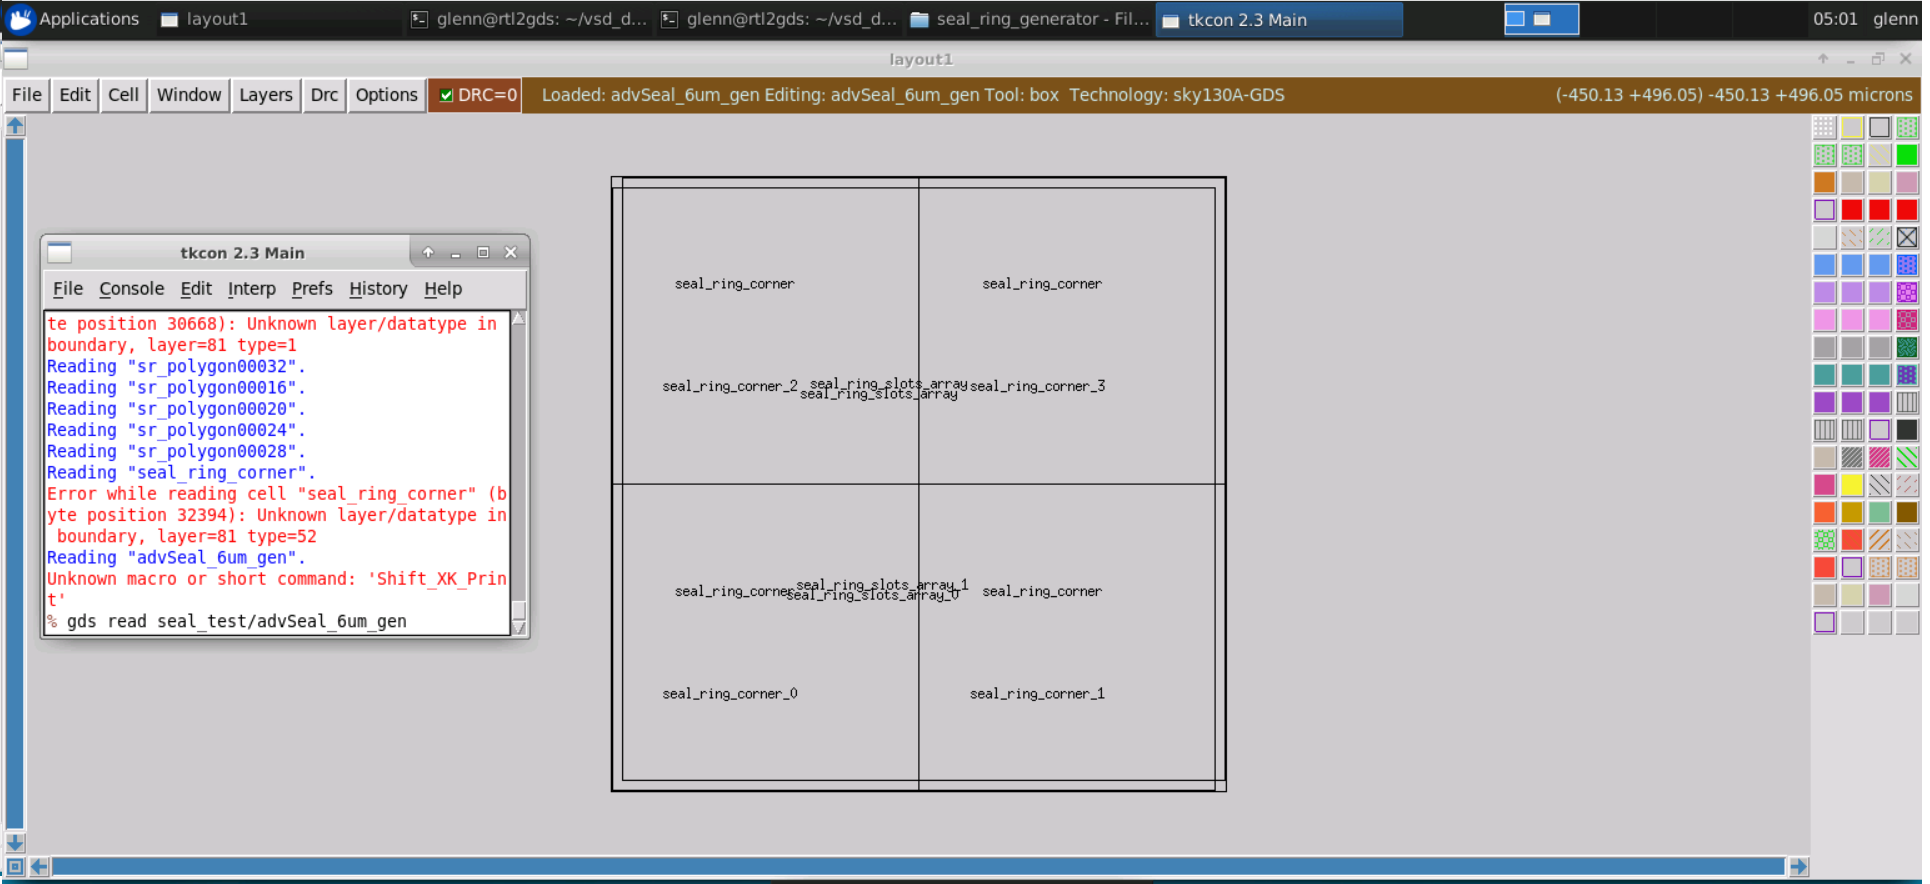 Applications
layout1
glenn@rtl2gds: ~/vsd_d...
glenn@rtl2gds: ~/vsd_d...
seal_ring_generator - Fil...
tkcon 2.3 Main
05:01
glenn
layout1
File
Edit
Cell
Window
Layers
Drc
Options
DRC=0
Loaded: advSeal_6um_gen Editing: advSeal_6um_gen Tool: box  Technology: sky130A-GDS
(-450.13 +496.05) -450.13 +496.05 microns
tkcon 2.3 Main
File Console Edit Interp Prefs History Help
te position 30668): Unknown layer/datatype in
boundary, layer=81 type=1
Reading "sr_polygon00032".
Reading "sr_polygon00016".
Reading "sr_polygon00020".
Reading "sr_polygon00024".
Reading "sr_polygon00028".
Reading "seal_ring_corner".
Error while reading cell "seal_ring_corner" (b
yte position 32394): Unknown layer/datatype in
boundary, layer=81 type=52
Reading "advSeal_6um_gen".
Unknown macro or short command: 'Shift_XK_Prin
t'
% gds read seal_test/advSeal_6um_gen
seal_ring_corner
seal_ring_corner
seal_ring_corner_2
seal_ring_slots_array
seal_ring_slots_array
seal_ring_corner_3
seal_ring_corner
seal_ring_slots_array_1
seal_ring_slots_array_0
seal_ring_corner
seal_ring_corner_0
seal_ring_corner_1